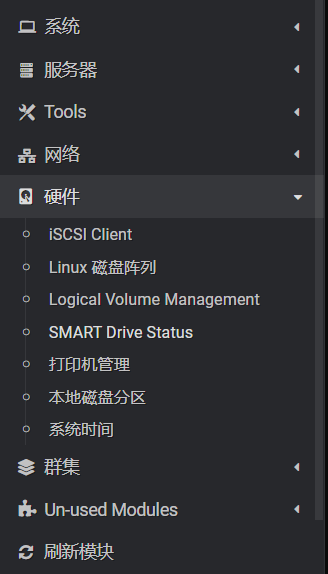 系统
服务器
Tools
网络
硬件
iSCSI Client
Linux 磁盘阵列
Logical Volume Management
SMART Drive Status
打印机管理
本地磁盘分区
系统时间
群集
Un-used Modules
刷新模块